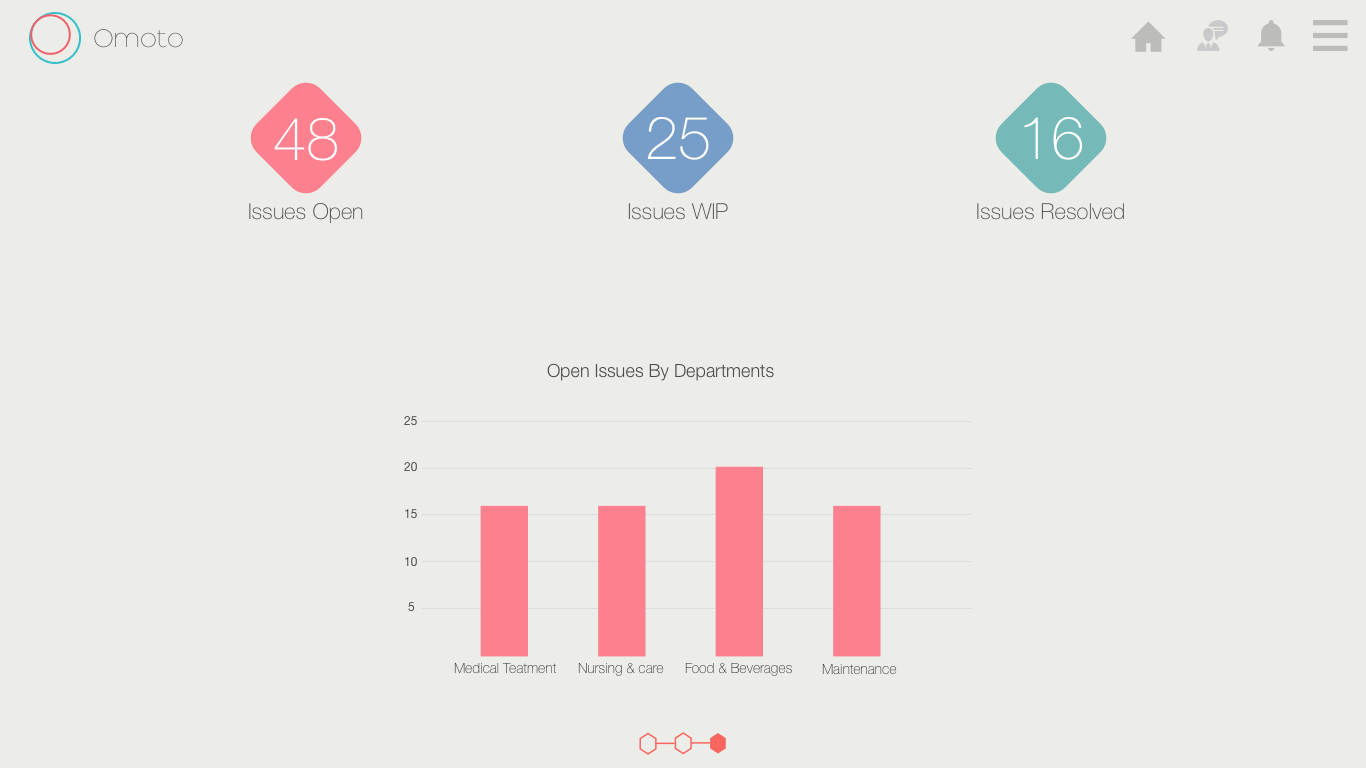 Omoto
48
25
16
Issues Open
Issues WIP
Issues Resolved
Open Issues By Departments
25
20
15
10
5
Medical Teatment
Nursing & care
Food & Beverages
Maintenance